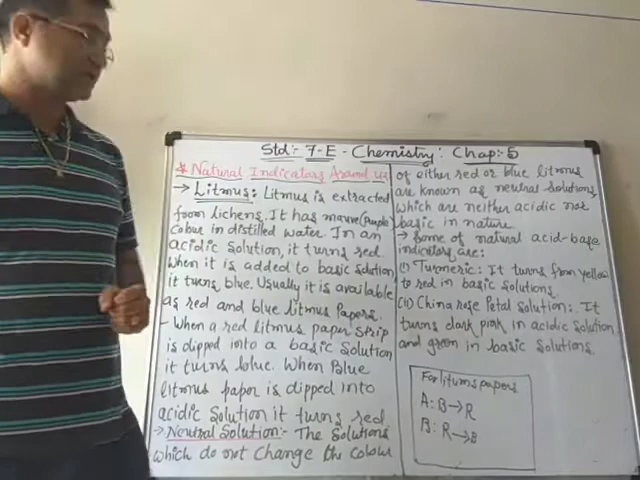 Std:- 7-E - Chemistry: Chap:- 5
* Natural Indicators Around us
→ Litmus: Litmus is extracted
from lichens. It has mauve (purple)
Colour in distilled water. In an
acidic Solution, it turns red.
When it is added to basic solution
it turns blue. Usually it is available
as red and blue litmus Papers.
- When a red litmus paper strip
is dipped into a basic Solution
it turns blue. When Blue
litmus paper is dipped into
acidic Solution it turns red
→ Neutral Solution:- The Solutions
which do not change the colour
of either red or blue litmus
are known as neutral solutions,
which are neither acidic nor
basic in nature
→ Some of natural acid-base
indicators are:
(i) Turmeric: It turns from yellow
to red in basic solutions.
(ii) China rose Petal Solution: It
turns dark pink in acidic solution
and green in basic Solutions.
For litums papers
A: B→R
B: R→B